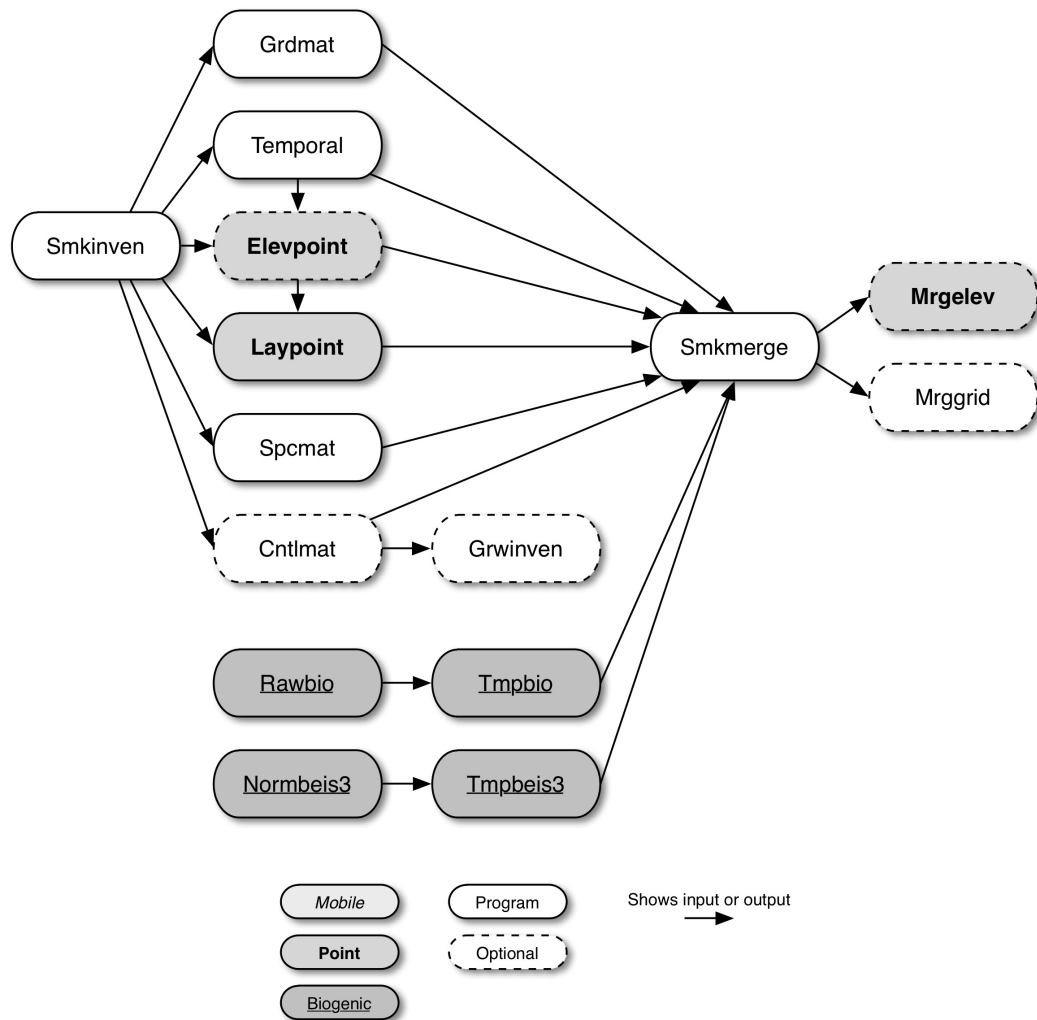 Grdmat
Temporal
Smkinven
Elevpoint
Mrgelev
Laypoint
Smkmerge
Mrggrid
Spcmat
Cntlmat
Grwinven
Rawbio
Tmpbio
Normbeis3
Tmpbeis3
Mobile
Program
Shows input or output
Point
Optional
Biogenic